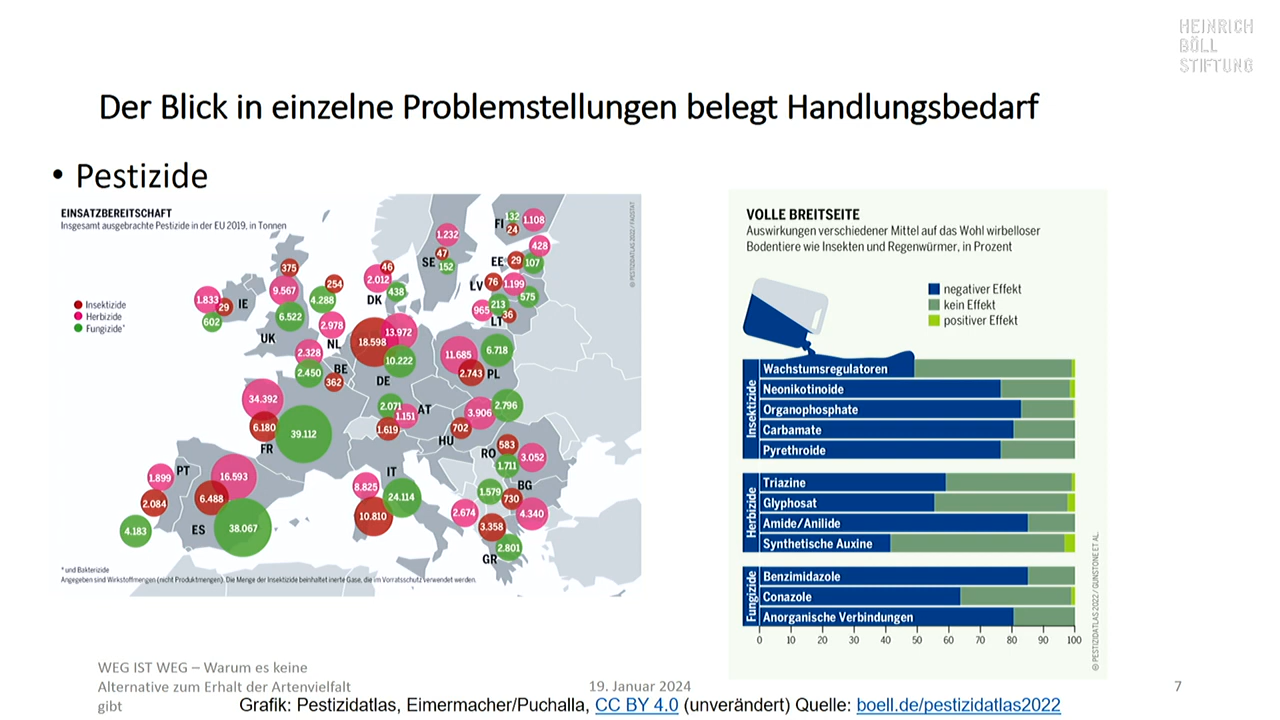 HEINRICH
BÖLL
STIFTUNG
Der Blick in einzelne Problemstellungen belegt Handlungsbedarf
• Pestizide
EINSATZBEREITSCHAFT
Insgesamt ausgebrachte Pestizide in der EU 2019, in Tonnen
Insektizide
Herbizide
Fungizide*
FI
132
1.108
24
SE
1.232
47
152
EE
428
29
107
LV
76
1.199
575
LT
965
213
36
DK
46
2.012
438
IE
1.833
29
602
UK
375
9.567
6.522
NL
254
4.288
2.978
BE
2.328
2.450
362
DE
18.598
13.972
10.222
PL
11.685
6.718
2.743
FR
34.392
6.180
39.112
AT
2.071
1.151
1.619
HU
3.906
2.796
702
RO
583
3.052
1.711
BG
1.579
730
4.340
IT
8.825
24.114
10.810
PT
1.899
2.084
4.183
ES
16.593
6.488
38.067
GR
2.674
3.358
2.801
* und Bakterizide
Angegeben sind Wirkstoffmengen (nicht Produktmengen). Die Menge der Insektizide beinhaltet inerte Gase, die im Vorratsschutz verwendet werden.
© PESTIZIDATLAS 2022 / FAOSTAT
VOLLE BREITSEITE
Auswirkungen verschiedener Mittel auf das Wohl wirbelloser
Bodentiere wie Insekten und Regenwürmer, in Prozent
negativer Effekt
kein Effekt
positiver Effekt
Insektizide
Wachstumsregulatoren
Neonikotinoide
Organophosphate
Carbamate
Pyrethroide
Herbizide
Triazine
Glyphosat
Amide/Anilide
Synthetische Auxine
Fungizide
Benzimidazole
Conazole
Anorganische Verbindungen
0 10 20 30 40 50 60 70 80 90 100
© PESTIZIDATLAS 2022 / GUNSTONE ET AL.
WEG IST WEG – Warum es keine
Alternative zum Erhalt der Artenvielfalt
gibt
19. Januar 2024
7
Grafik: Pestizidatlas, Eimermacher/Puchalla, CC BY 4.0 (unverändert) Quelle: boell.de/pestizidatlas2022